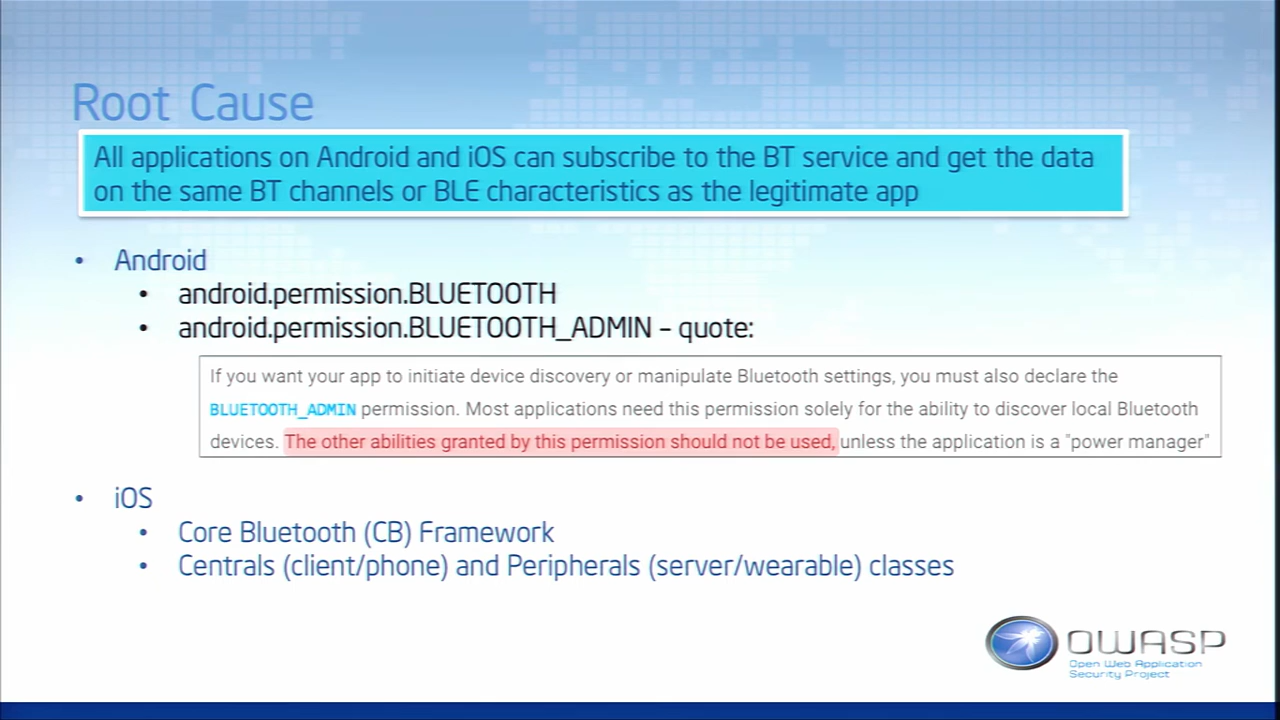 Root Cause
All applications on Android and iOS can subscribe to the BT service and get the data
on the same BT channels or BLE characteristics as the legitimate app
• Android
• android.permission.BLUETOOTH
• android.permission.BLUETOOTH_ADMIN – quote:
If you want your app to initiate device discovery or manipulate Bluetooth settings, you must also declare the
BLUETOOTH_ADMIN permission. Most applications need this permission solely for the ability to discover local Bluetooth
devices. The other abilities granted by this permission should not be used, unless the application is a "power manager"
• iOS
• Core Bluetooth (CB) Framework
• Centrals (client/phone) and Peripherals (server/wearable) classes
OWASP
Open Web Application
Security Project